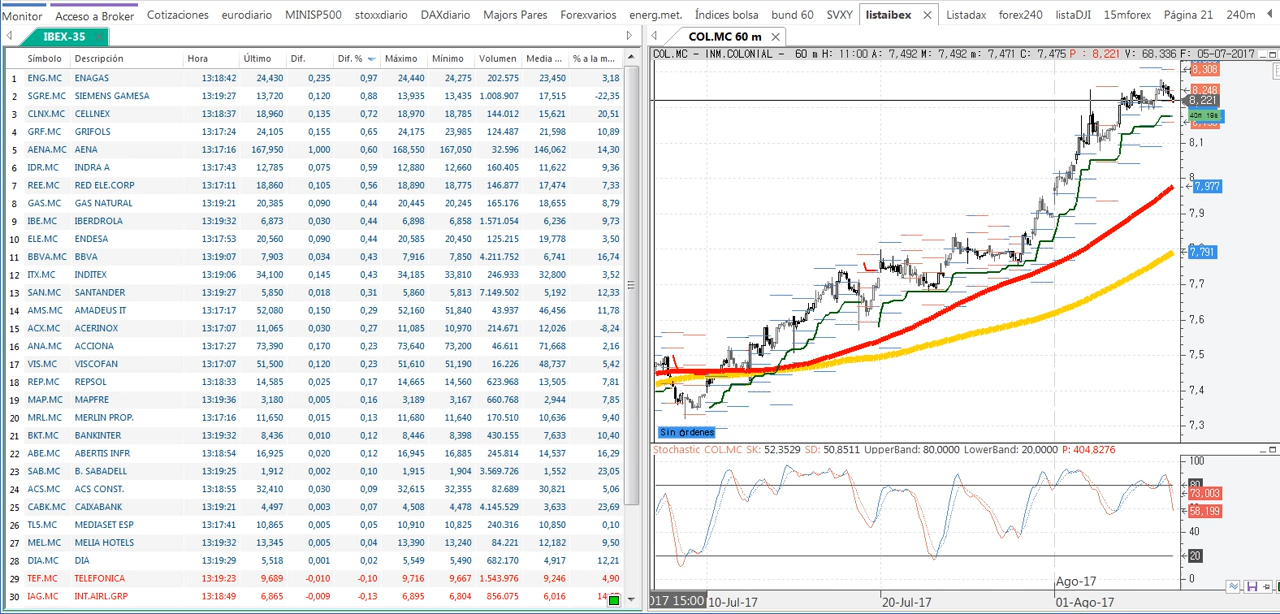 Monitor Acceso a Broker Cotizaciones eurodiario MINISP500 stoxxdiario DAXdiario Majors Pares Forexvarios energ.met. Índices bolsa bund 60 SVXY listaibex Listadax forex240 listaDJI 15mforex Página 21 240m
IBEX-35
Símbolo Descripción Hora Último Dif. Dif. % Máximo Mínimo Volumen Media ... % a la m...
1 ENG.MC ENAGAS 13:18:42 24,430 0,235 0,97 24,440 24,275 202.575 23,450 3,18
2 SGRE.MC SIEMENS GAMESA 13:19:27 13,720 0,120 0,88 13,935 13,435 1.008.907 17,515 -22,35
3 CLNX.MC CELLNEX 13:18:37 18,960 0,135 0,72 18,970 18,785 144.012 15,621 20,51
4 GRF.MC GRIFOLS 13:17:24 24,105 0,155 0,65 24,175 23,985 124.487 21,598 10,89
5 AENA.MC AENA 13:17:16 167,950 1,000 0,60 168,550 167,050 32.596 146,062 14,30
6 IDR.MC INDRA A 13:17:43 12,785 0,075 0,59 12,880 12,660 160.405 11,622 9,36
7 REE.MC RED ELE.CORP 13:17:11 18,860 0,105 0,56 18,890 18,775 146.877 17,474 7,33
8 GAS.MC GAS NATURAL 13:19:21 20,385 0,090 0,44 20,445 20,245 165.176 18,655 8,79
9 IBE.MC IBERDROLA 13:19:32 6,873 0,030 0,44 6,898 6,858 1.571.054 6,236 9,73
10 ELE.MC ENDESA 13:17:53 20,560 0,090 0,44 20,585 20,450 125.215 19,778 3,50
11 BBVA.MC BBVA 13:19:07 7,903 0,034 0,43 7,916 7,850 4.211.752 6,741 16,74
12 ITX.MC INDITEX 13:19:06 34,100 0,145 0,43 34,185 33,810 246.933 32,800 3,52
13 SAN.MC SANTANDER 13:19:27 5,850 0,018 0,31 5,860 5,813 7.159.502 5,192 12,33
14 AMS.MC AMADEUS IT 13:17:17 52,080 0,150 0,29 52,160 51,840 43.937 46,456 11,78
15 ACX.MC ACERINOX 13:17:07 11,065 0,030 0,27 11,085 10,970 214.671 12,026 -8,24
16 ANA.MC ACCIONA 13:17:27 73,390 0,170 0,23 73,640 73,200 46.611 71,668 2,16
17 VIS.MC VISCOFAN 13:17:07 51,500 0,120 0,23 51,610 51,190 16.226 48,737 5,42
18 REP.MC REPSOL 13:18:33 14,585 0,025 0,17 14,665 14,560 623.968 13,505 7,81
19 MAP.MC MAPFRE 13:19:36 3,180 0,005 0,16 3,189 3,167 660.768 2,944 7,85
20 MRL.MC MERLIN PROP. 13:17:16 11,650 0,015 0,13 11,680 11,640 170.510 10,636 9,40
21 BKT.MC BANKINTER 13:19:32 8,436 0,010 0,12 8,446 8,398 430.155 7,633 10,40
22 ABE.MC ABERTIS INFR 13:18:54 16,925 0,020 0,12 16,945 16,885 245.814 14,537 16,29
23 SAB.MC B. SABADELL 13:19:25 1,912 0,002 0,10 1,915 1,904 3.569.726 1,552 23,05
24 ACS.MC ACS CONST. 13:18:55 32,410 0,030 0,09 32,615 32,355 82.689 30,821 5,06
25 CABK.MC CAIXABANK 13:19:21 4,497 0,003 0,07 4,508 4,478 4.145.529 3,633 23,69
26 TL5.MC MEDIASET ESP 13:17:41 10,865 0,005 0,05 10,910 10,825 240.316 10,850 0,10
27 MEL.MC MELIA HOTELS 13:19:32 13,345 0,005 0,04 13,390 13,240 84.221 12,182 9,50
28 DIA.MC DIA 13:19:29 5,518 0,001 0,02 5,549 5,490 682.170 4,917 12,21
29 TEF.MC TELEFONICA 13:19:23 9,689 -0,010 -0,10 9,716 9,667 1.543.976 9,246 4,90
30 IAG.MC INT.AIRL.GRP 13:18:49 6,865 -0,009 -0,13 6,895 6,804 856.075 6,016
COL.MC 60 m
COL.MC - INM.COLONIAL - 60 m H: 11:00 A: 7,492 M: 7,492 m: 7,471 C: 7,475 P : 8,221 V: 68.336 F: 05-07-2017
8,308
8,248
8,221
40m 19s
8,1
8
7,977
7,9
7,8
7,791
7,7
7,6
7,5
7,4
7,3
Sin órdenes
Stochastic COL.MC SK: 52,3529 SD: 50,8511 UpperBand: 80,0000 LowerBand: 20,0000 P: 404,8276
100
80
73,003
58,199
40
20
0
Ago-17
017 15:00 10-Jul-17 20-Jul-17 01-Ago-17